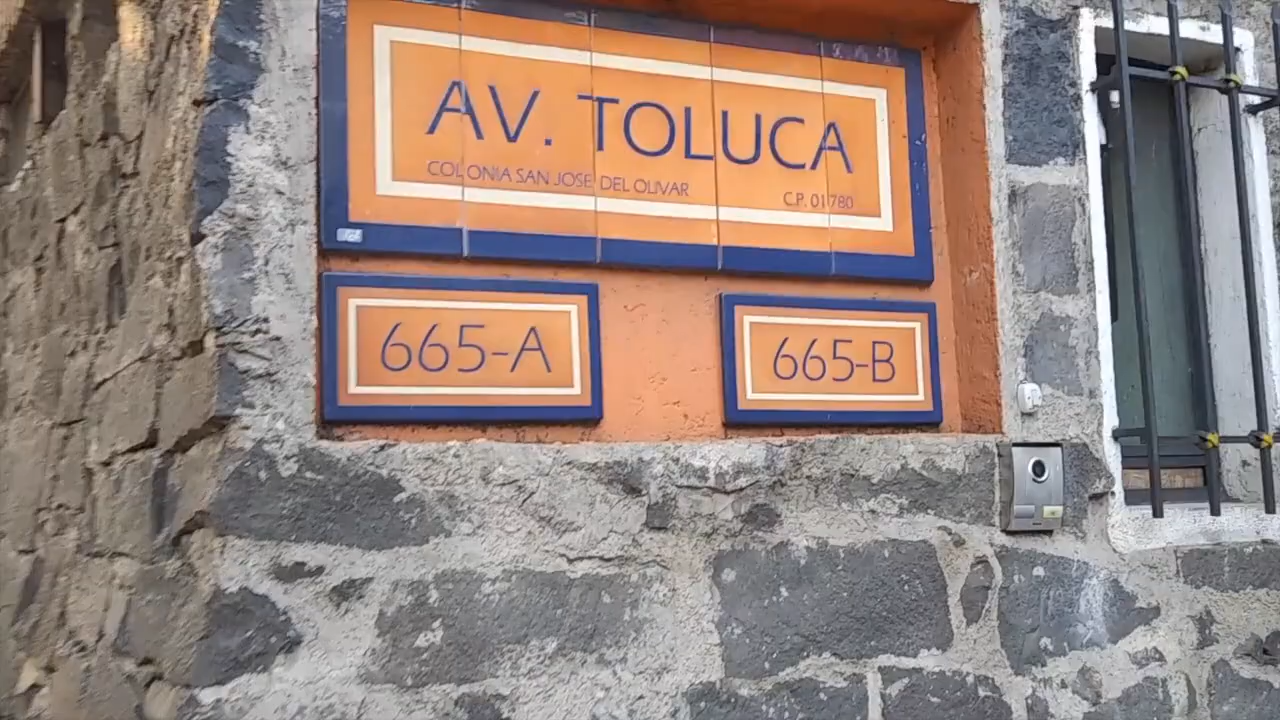 AV. TOLUCA
COLONIA SAN JOSE DEL OLIVAR
C.P. 01780
665-A
665-B